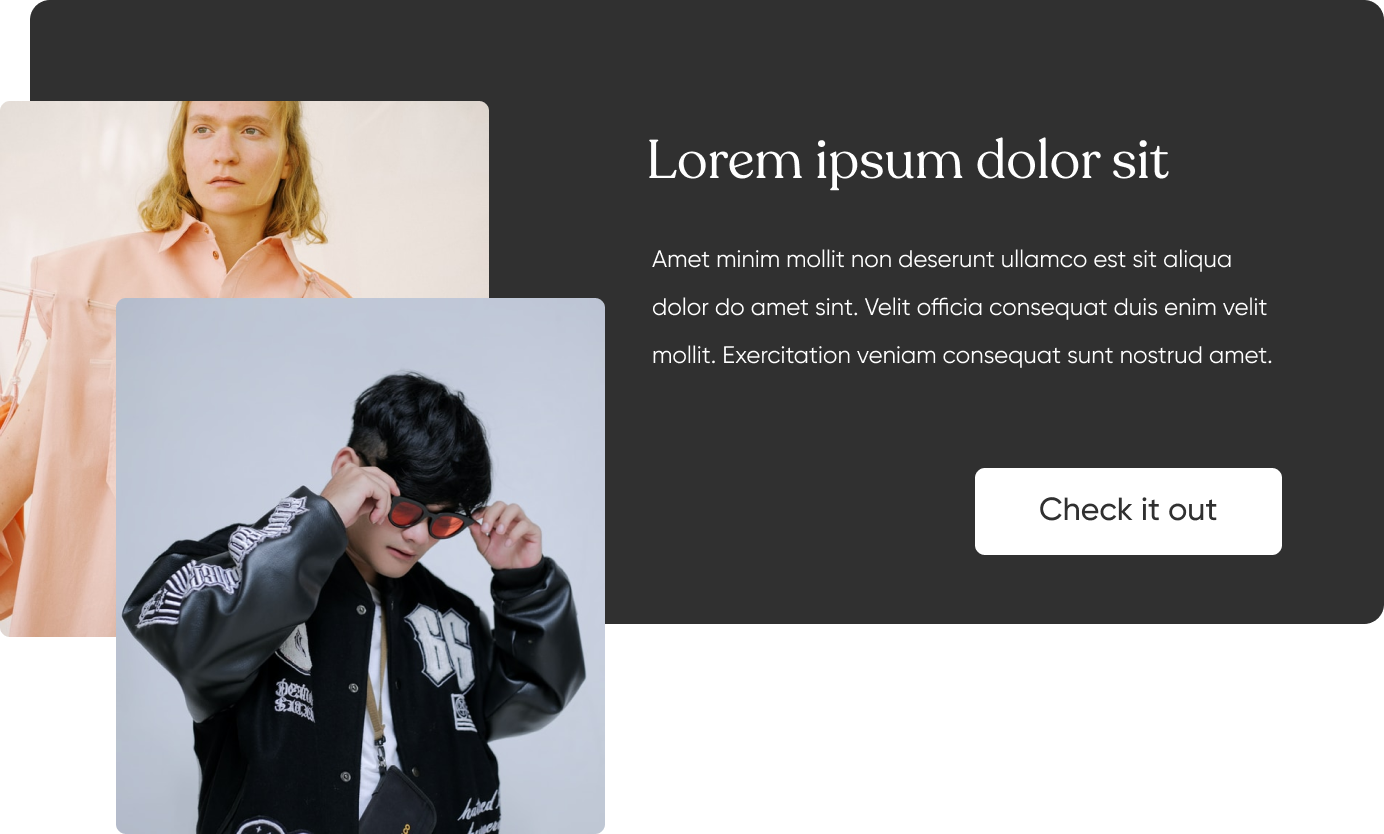 Lorem ipsum dolor sit
Amet minim mollit non deserunt ullamco est sit aliqua
dolor do amet sint. Velit officia consequat duis enim velit
mollit. Exercitation veniam consequat sunt nostrud amet.
Check it out
66